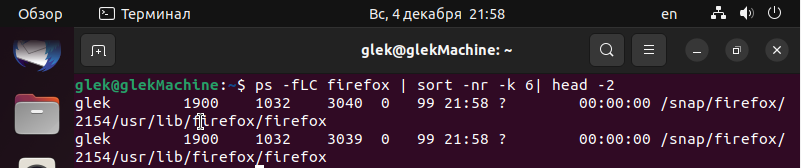 Обзор Терминал Вс, 4 декабря 21:58 en
glek@glekMachine: ~
glek@glekMachine:~$ ps -fLC firefox | sort -nr -k 6| head -2
glek 1900 1032 3040 0 99 21:58 ? 00:00:00 /snap/firefox/
2154/usr/lib/firefox/firefox
glek 1900 1032 3039 0 99 21:58 ? 00:00:00 /snap/firefox/
2154/usr/lib/firefox/firefox